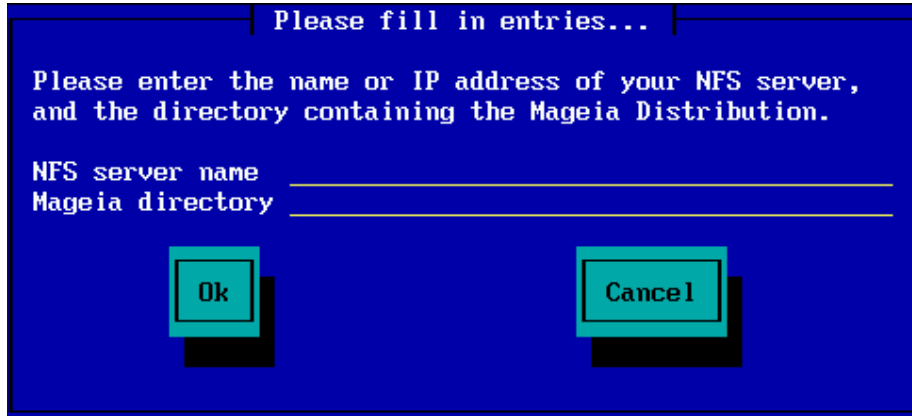 Please fill in entries...
Please enter the name or IP address of your NFS server,
and the directory containing the Mageia Distribution.
NFS server name
Mageia directory
Ok
Cancel